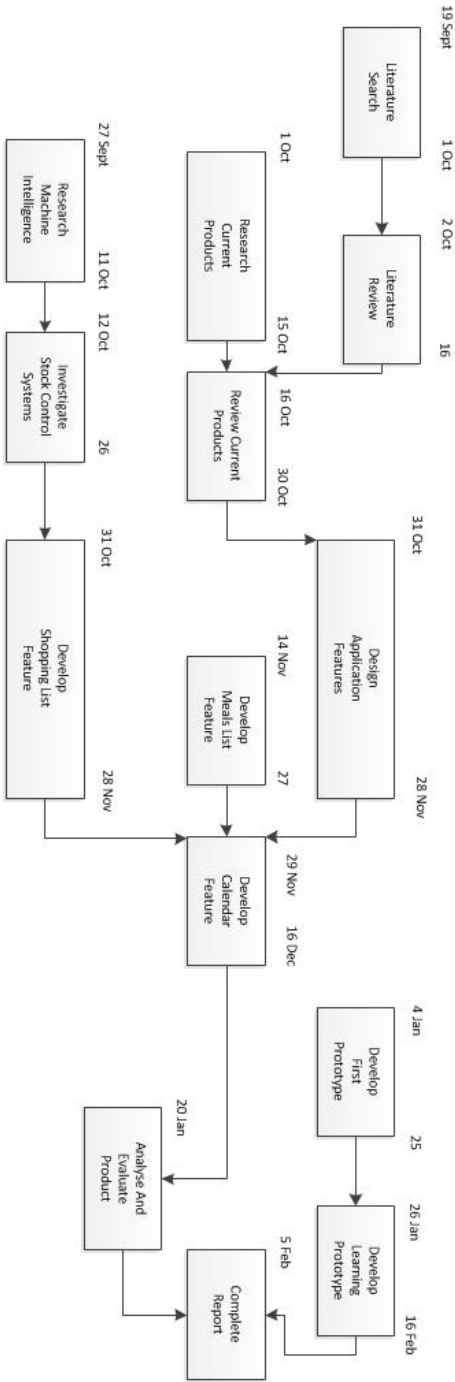 19 Sept
Literature
Search
1 Oct
2 Oct
Literature
Review
16
31 Oct
Design
Application
Features
28 Nov
4 Jan
Develop
First
Prototype
25
26 Jan
Develop
Learning
Prototype
16 Feb
1 Oct
Research
Current
Products
15 Oct
16 Oct
Review Current
Products
30 Oct
14 Nov
Develop
Meals List
Feature
27
29 Nov
Develop
Calendar
Feature
16 Dec
5 Feb
Complete
Report
20 Jan
Analyse And
Evaluate
Product
27 Sept
Research
Machine
Intelligence
11 Oct
12 Oct
Investigate
Stock Control
Systems
26
31 Oct
Develop
Shopping List
Feature
28 Nov